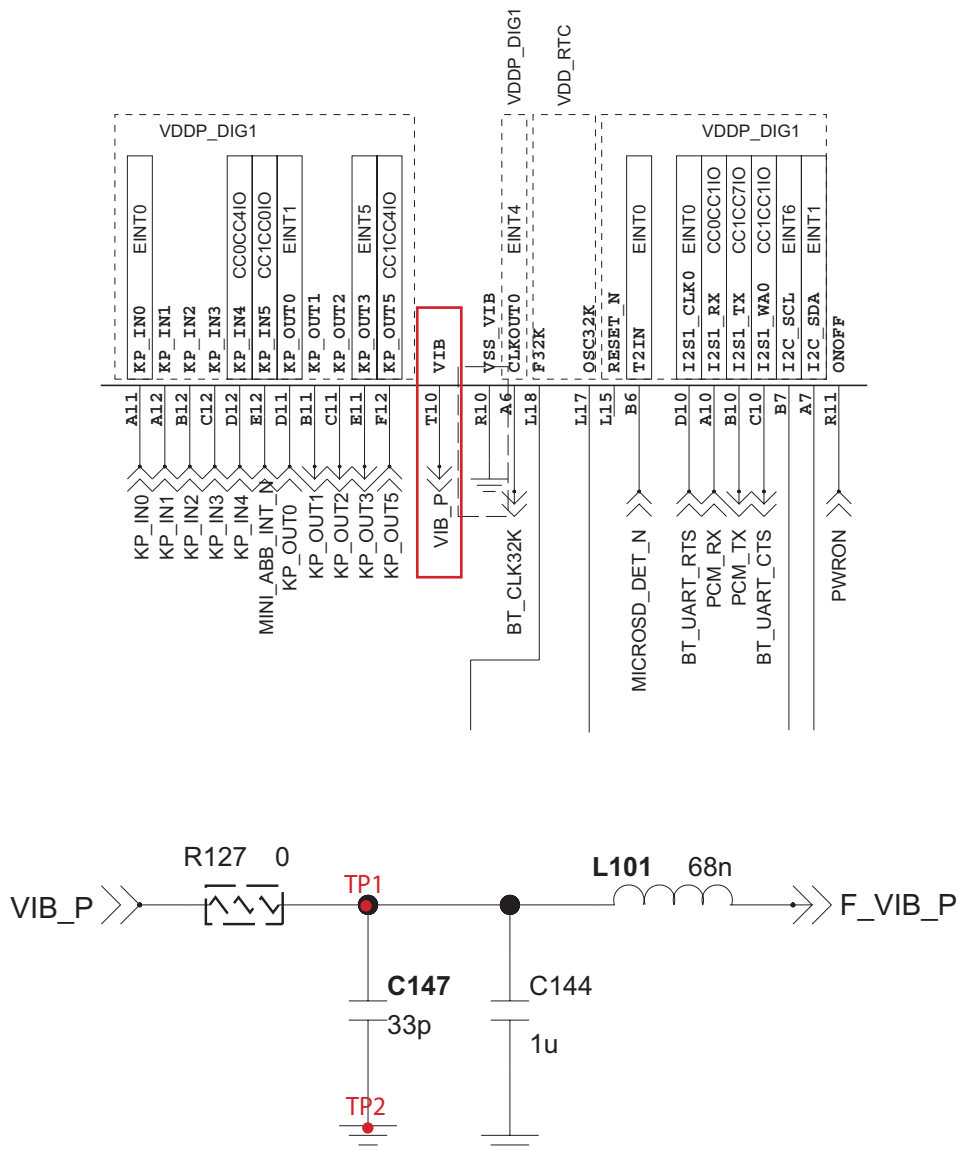 VDDP_DIG1
VDD_RTC
VDDP_DIG1
VDDP_DIG1
EINT0
CC0CC4IO
CC1CC0IO
EINT1
EINT5
CC1CC4IO
EINT4
EINT0
EINT0
CC0CC1IO
CC1CC7IO
CC1CC1IO
EINT6
EINT1
KP_IN0
KP_IN1
KP_IN2
KP_IN3
KP_IN4
KP_IN5
KP_OUT0
KP_OUT1
KP_OUT2
KP_OUT3
KP_OUT5
VIB
VSS_VIB
CLKOUT0
F32K
OSC32K
RESET_N
T2IN
I2S1_CLK0
I2S1_RX
I2S1_TX
I2S1_WA0
I2C_SCL
I2C_SDA
ONOFF
A11
A12
B12
C12
D12
E12
D11
B11
C11
E11
F12
T10
R10
A6
L18
L17
L15
B6
D10
A10
B10
C10
B7
A7
R11
KP_IN0
KP_IN1
KP_IN2
KP_IN3
KP_IN4
MINI_ABB_INT_N
KP_OUT0
KP_OUT1
KP_OUT2
KP_OUT3
KP_OUT5
VIB_P
BT_CLK32K
MICROSD_DET_N
BT_UART_RTS
PCM_RX
PCM_TX
BT_UART_CTS
PWRON
R127 0
L101 68n
TP1
VIB_P
F_VIB_P
C147
33p
C144
1u
TP2